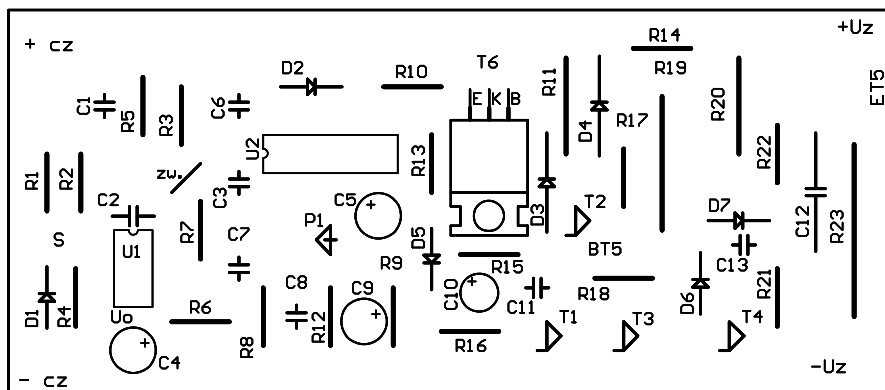 +Uz
+ cz
R14
T6
D2
R10
R11
R19
ET5
E K B
C1
R5
R3
C6
D4
R17
R20
U2
R13
R22
R1
R2
zw.
C3
C2
C5
P1
D3
T2
D7
C12
R23
S
U1
R7
C7
D5
BT5
C13
R9
R15
D1
R4
Uo
R6
C8
C9
C10
C11
R18
D6
R21
R8
R12
T1
T3
T4
C4
R16
- cz
-Uz